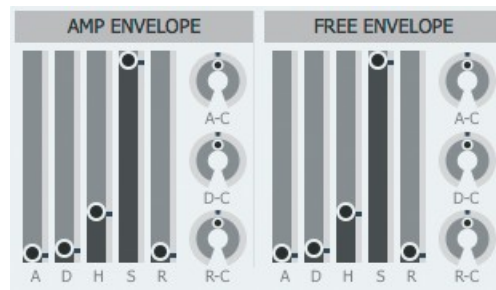 AMP ENVELOPE
A-C
D-C
A D H S R R-C
FREE ENVELOPE
A-C
D-C
A D H S R R-C